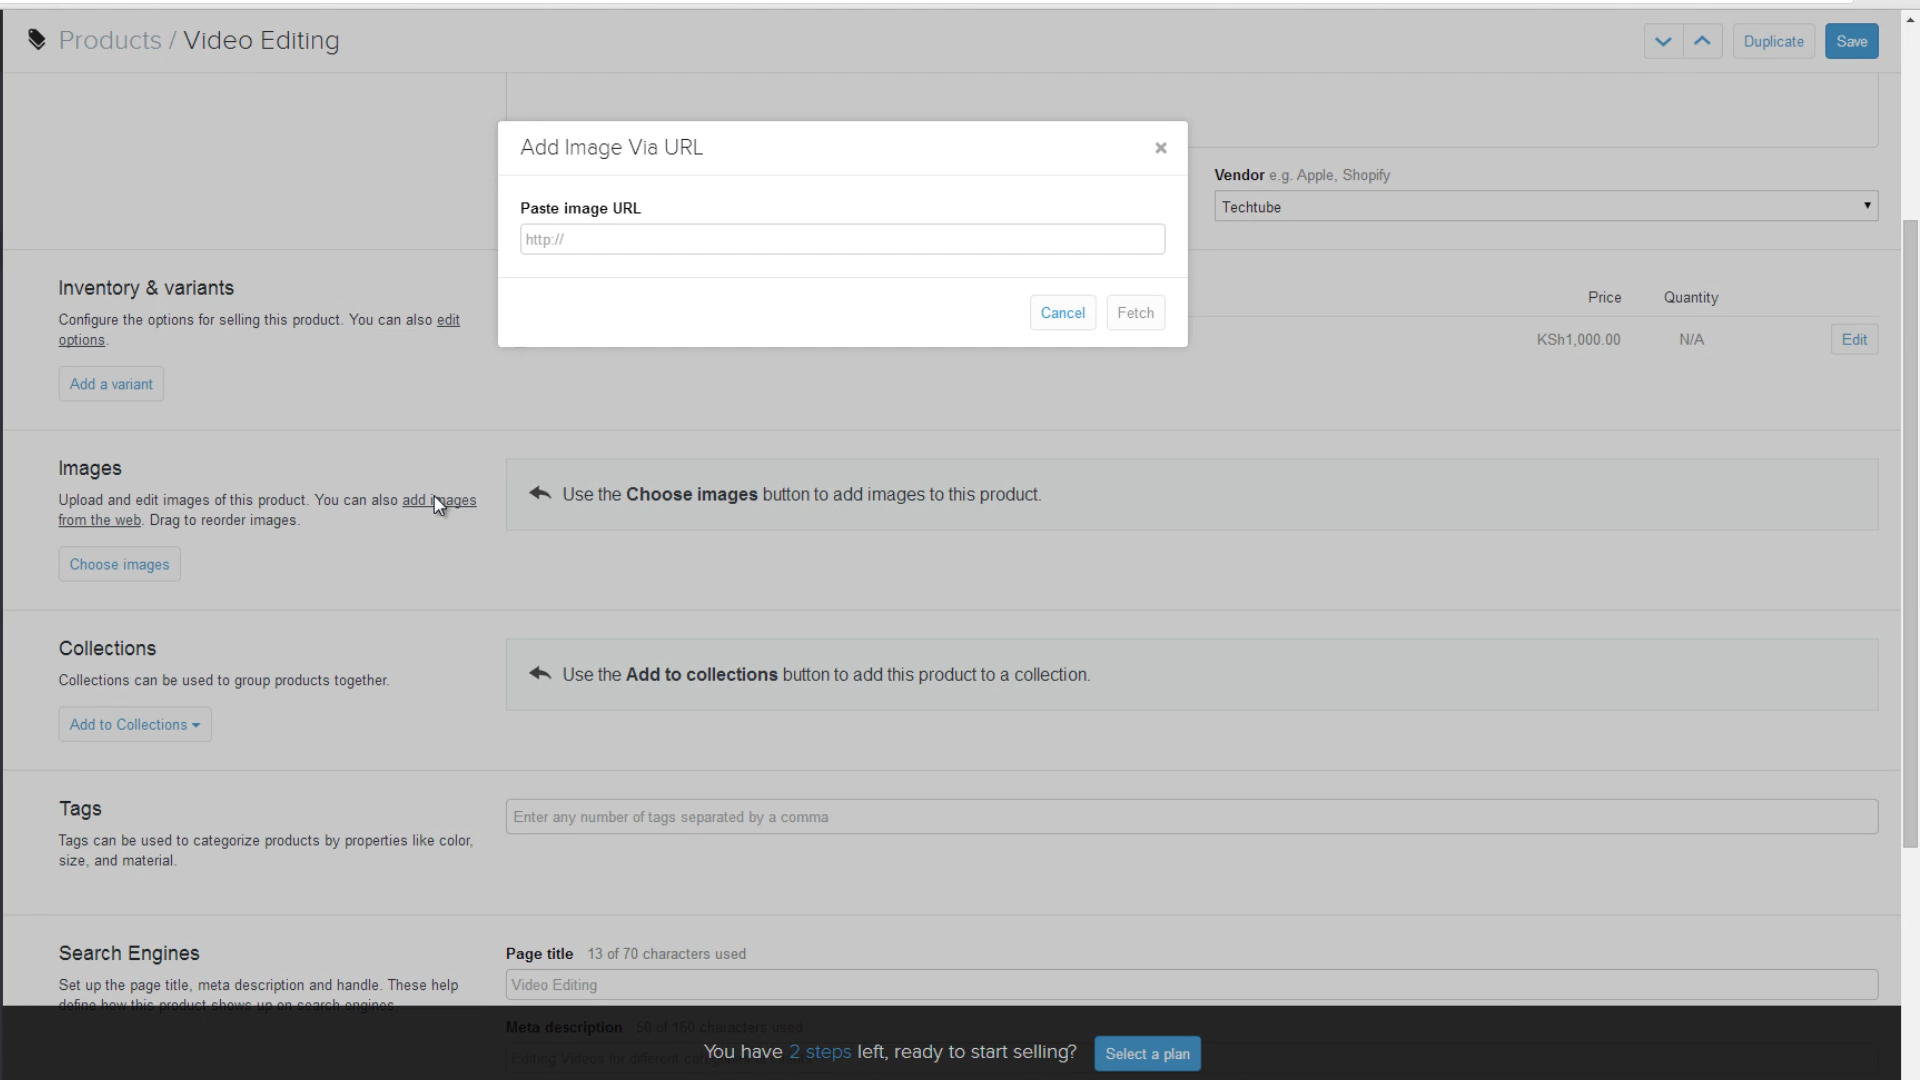 Products / Video Editing
Duplicate
Save
Add Image Via URL
×
Paste image URL
http://
Cancel
Fetch
Vendor e.g. Apple, Shopify
Techtube
Inventory & variants
Configure the options for selling this product. You can also edit
options.
Add a variant
Price
Quantity
KSh1,000.00
N/A
Edit
Images
Upload and edit images of this product. You can also add images
from the web. Drag to reorder images.
Choose images
Use the Choose images button to add images to this product.
Collections
Collections can be used to group products together.
Add to Collections
Use the Add to collections button to add this product to a collection.
Tags
Tags can be used to categorize products by properties like color,
size, and material.
Enter any number of tags separated by a comma
Search Engines
Set up the page title, meta description and handle. These help
define how this product shows up on search engines.
Page title 13 of 70 characters used
Video Editing
Meta description 50 of 160 characters used
Editing Videos for different
You have 2 steps left, ready to start selling?
Select a plan